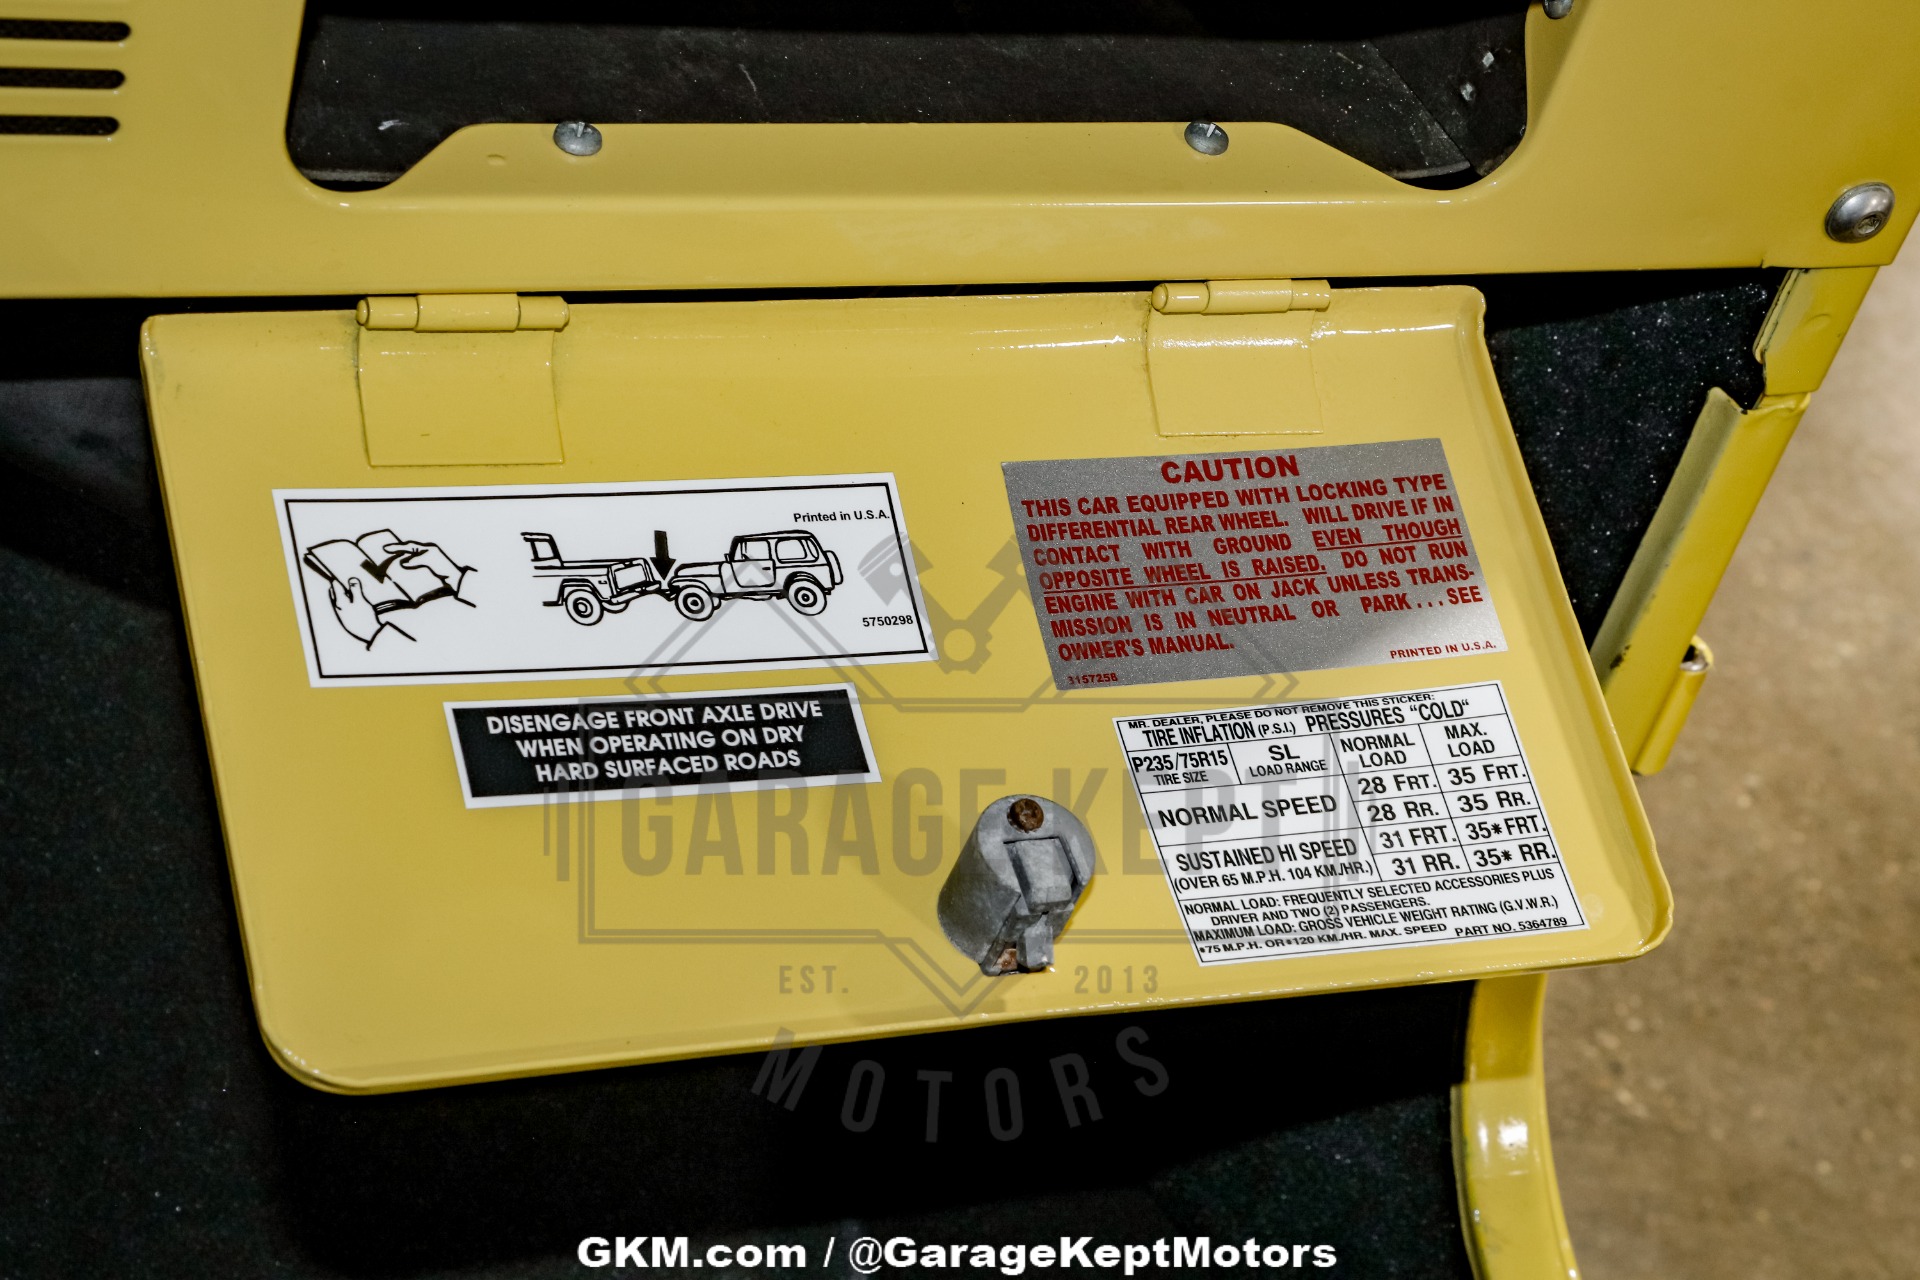 Printed in U.S.A.
5750298
DISENGAGE FRONT AXLE DRIVE
WHEN OPERATING ON DRY
HARD SURFACED ROADS
CAUTION
THIS CAR EQUIPPED WITH LOCKING TYPE
DIFFERENTIAL REAR WHEEL. WILL DRIVE IF IN
CONTACT WITH GROUND EVEN THOUGH
OPPOSITE WHEEL IS RAISED. DO NOT RUN
ENGINE WITH CAR ON JACK UNLESS TRANS-
MISSION IS IN NEUTRAL OR PARK...SEE
OWNER'S MANUAL.
PRINTED IN U.S.A.
3157258
MR. DEALER, PLEASE DO NOT REMOVE THIS STICKER:
TIRE INFLATION (P.S.I.) PRESSURES "COLD"
P235/75R15 SL NORMAL MAX.
TIRE SIZE LOAD RANGE LOAD LOAD
NORMAL SPEED 28 FRT. 35 FRT.
28 RR. 35 RR.
SUSTAINED HI SPEED 31 FRT. 35* FRT.
(OVER 65 M.P.H. 104 KM./HR.) 31 RR. 35* RR.
NORMAL LOAD: FREQUENTLY SELECTED ACCESSORIES PLUS
DRIVER AND TWO (2) PASSENGERS.
MAXIMUM LOAD: GROSS VEHICLE WEIGHT RATING (G.V.W.R.)
*75 M.P.H. OR *120 KM./HR. MAX. SPEED PART NO. 5364789
GARAGE KEPT
EST. 2013
MOTORS
GKM.com / @GarageKeptMotors